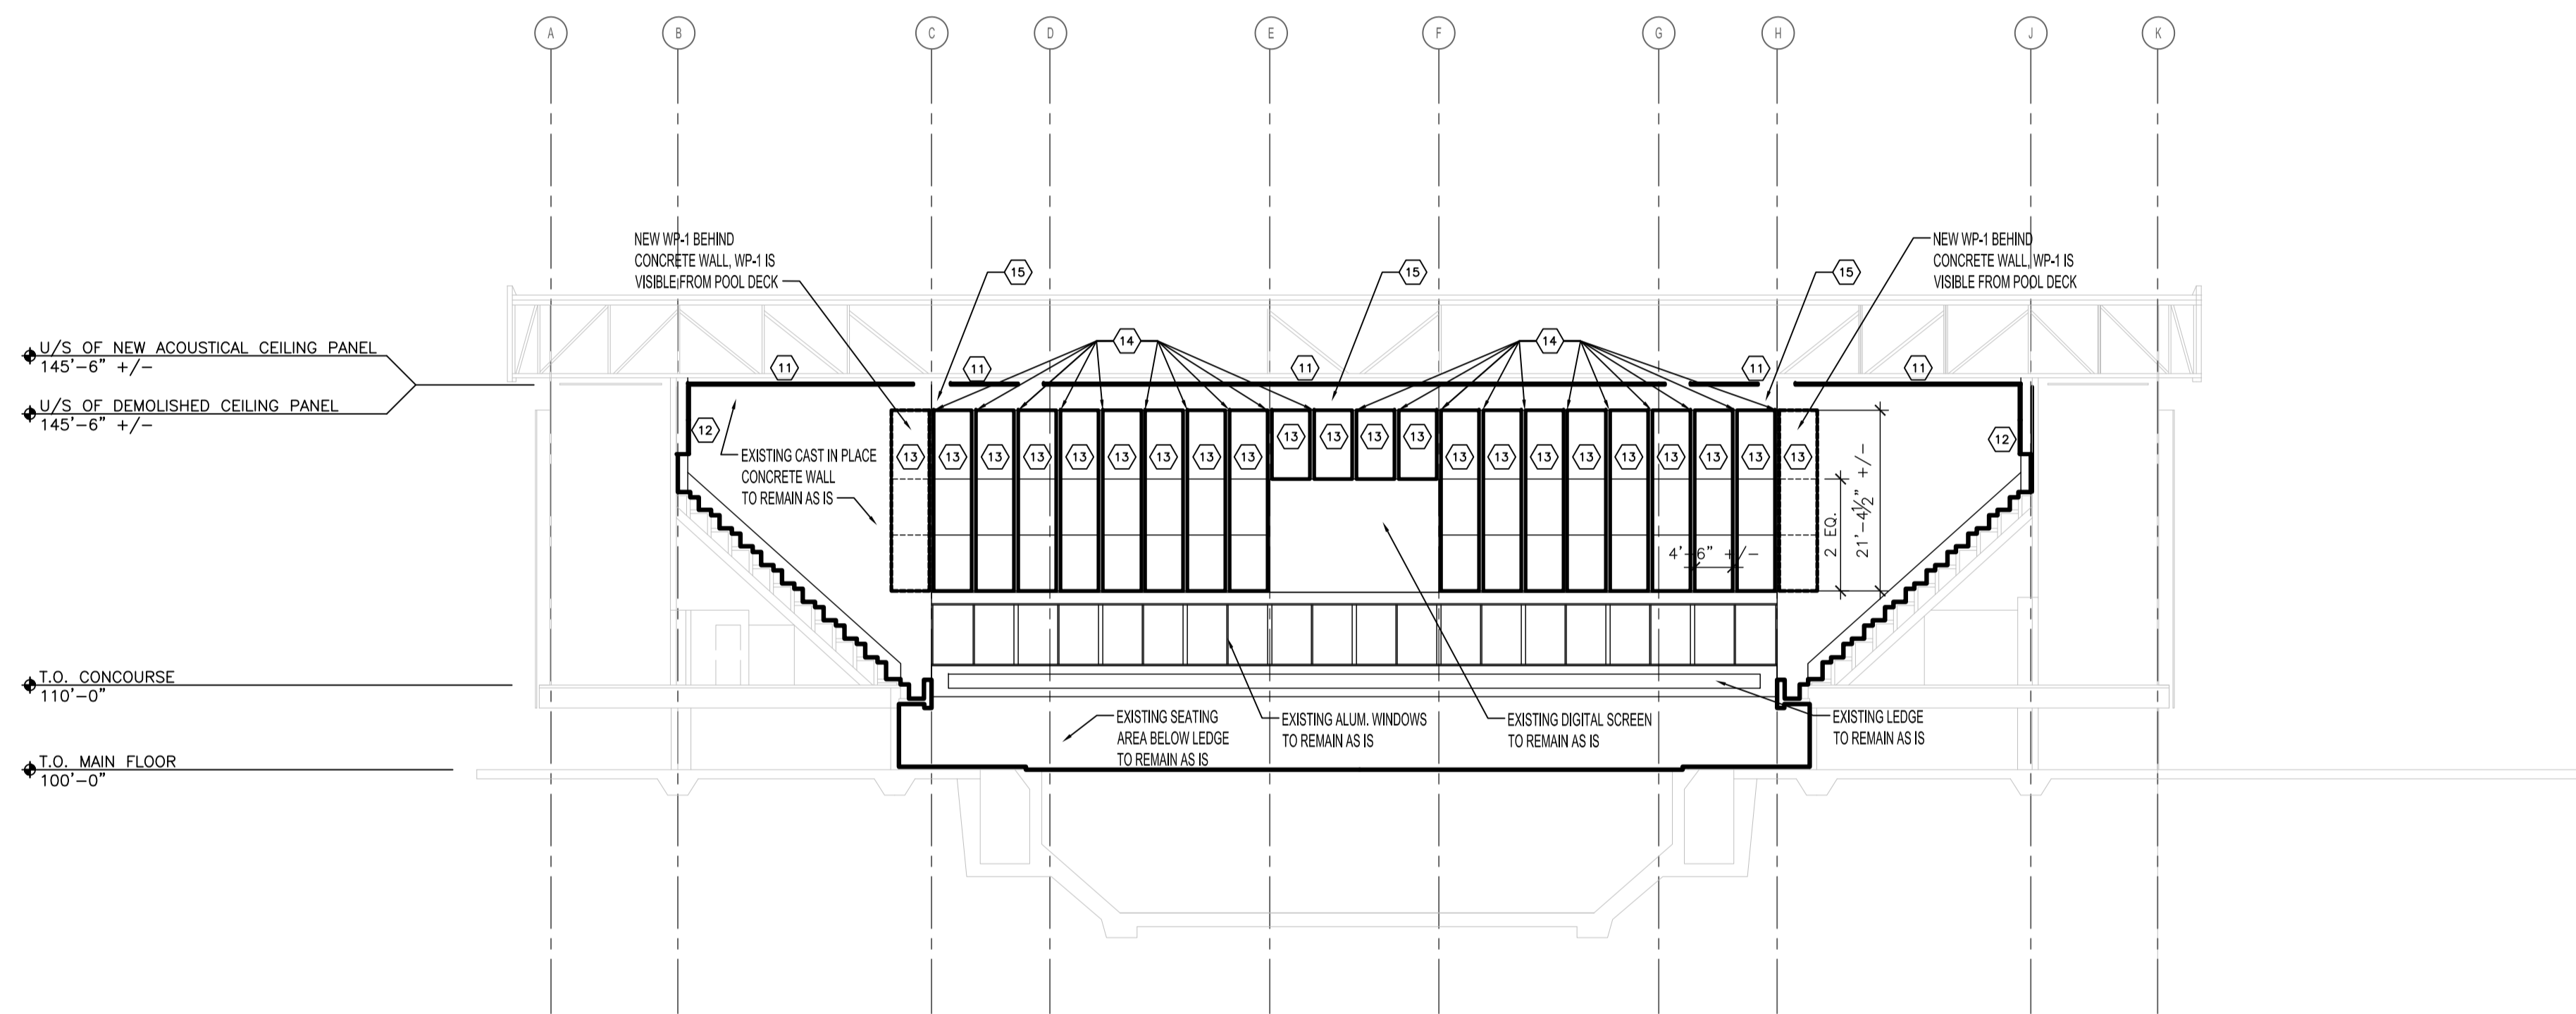 A B C D E F G H J K
NEW WP-1 BEHIND
CONCRETE WALL, WP-1 IS
VISIBLE FROM POOL DECK
15
15
15
NEW WP-1 BEHIND
CONCRETE WALL, WP-1 IS
VISIBLE FROM POOL DECK
14
14
U/S OF NEW ACOUSTICAL CEILING PANEL
145'-6" +/-
11
11
11
11
11
U/S OF DEMOLISHED CEILING PANEL
145'-6" +/-
12
12
13 13 13 13
13 13 13 13 13 13 13 13 13
13 13 13 13 13 13 13 13 13
EXISTING CAST IN PLACE
CONCRETE WALL
TO REMAIN AS IS
2 EQ.
21'-4½" +/-
4'-6" +/-
T.O. CONCOURSE
110'-0"
EXISTING SEATING
AREA BELOW LEDGE
TO REMAIN AS IS
EXISTING ALUM. WINDOWS
TO REMAIN AS IS
EXISTING DIGITAL SCREEN
TO REMAIN AS IS
EXISTING LEDGE
TO REMAIN AS IS
T.O. MAIN FLOOR
100'-0"